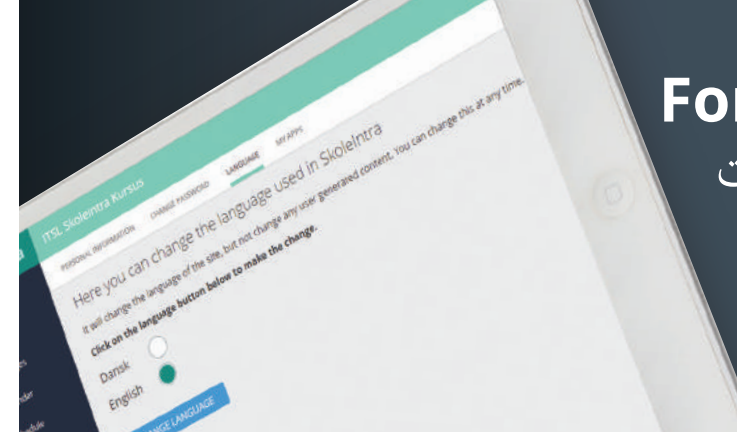 ITSL SkoleIntra Kursus
PERSONAL INFORMATION CHANGE PASSWORD LANGUAGE MY APPS
Here you can change the language used in SkoleIntra
It will change the language of the site, but not change any user generated content. You can change this at any time.
Click on the language button below to make the change.
Dansk
English
LANGUAGE